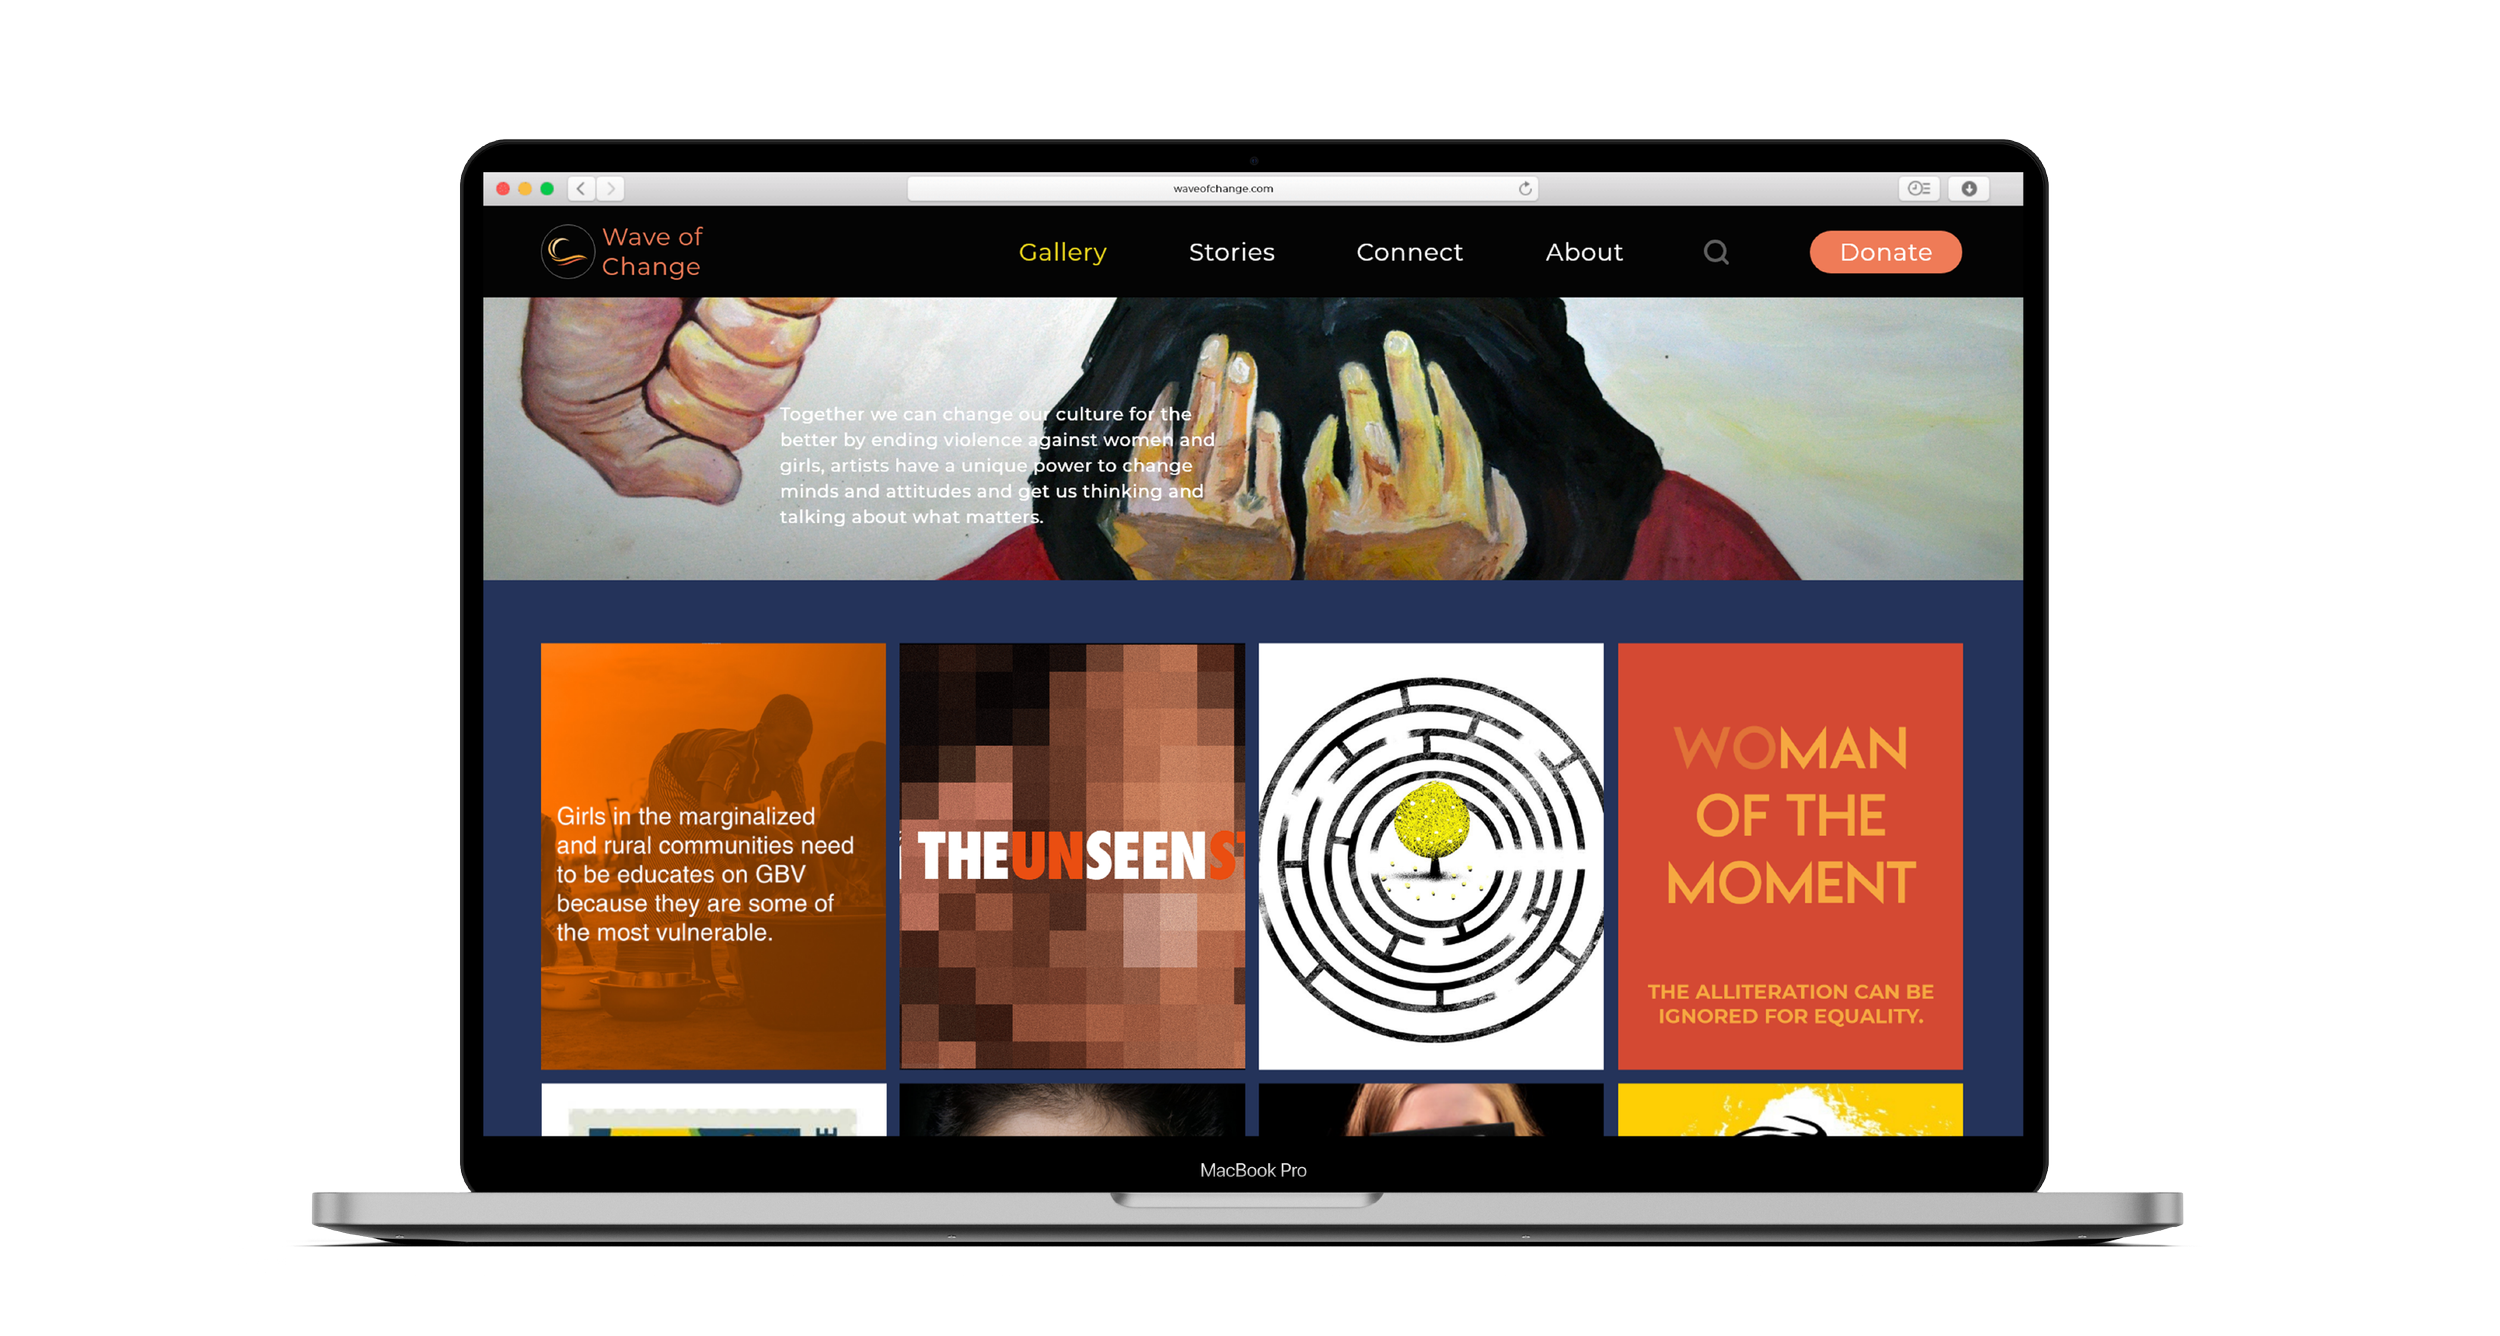 waveofchange.com
Wave of
Change
Gallery
Stories
Connect
About
Donate
Together we can change our culture for the
better by ending violence against women and
girls, artists have a unique power to change
minds and attitudes and get us thinking and
talking about what matters.
Girls in the marginalized
and rural communities need
to be educates on GBV
because they are some of
the most vulnerable.
THEUNSEENS
WOMAN
OF THE
MOMENT
THE ALLITERATION CAN BE
IGNORED FOR EQUALITY.
MacBook Pro